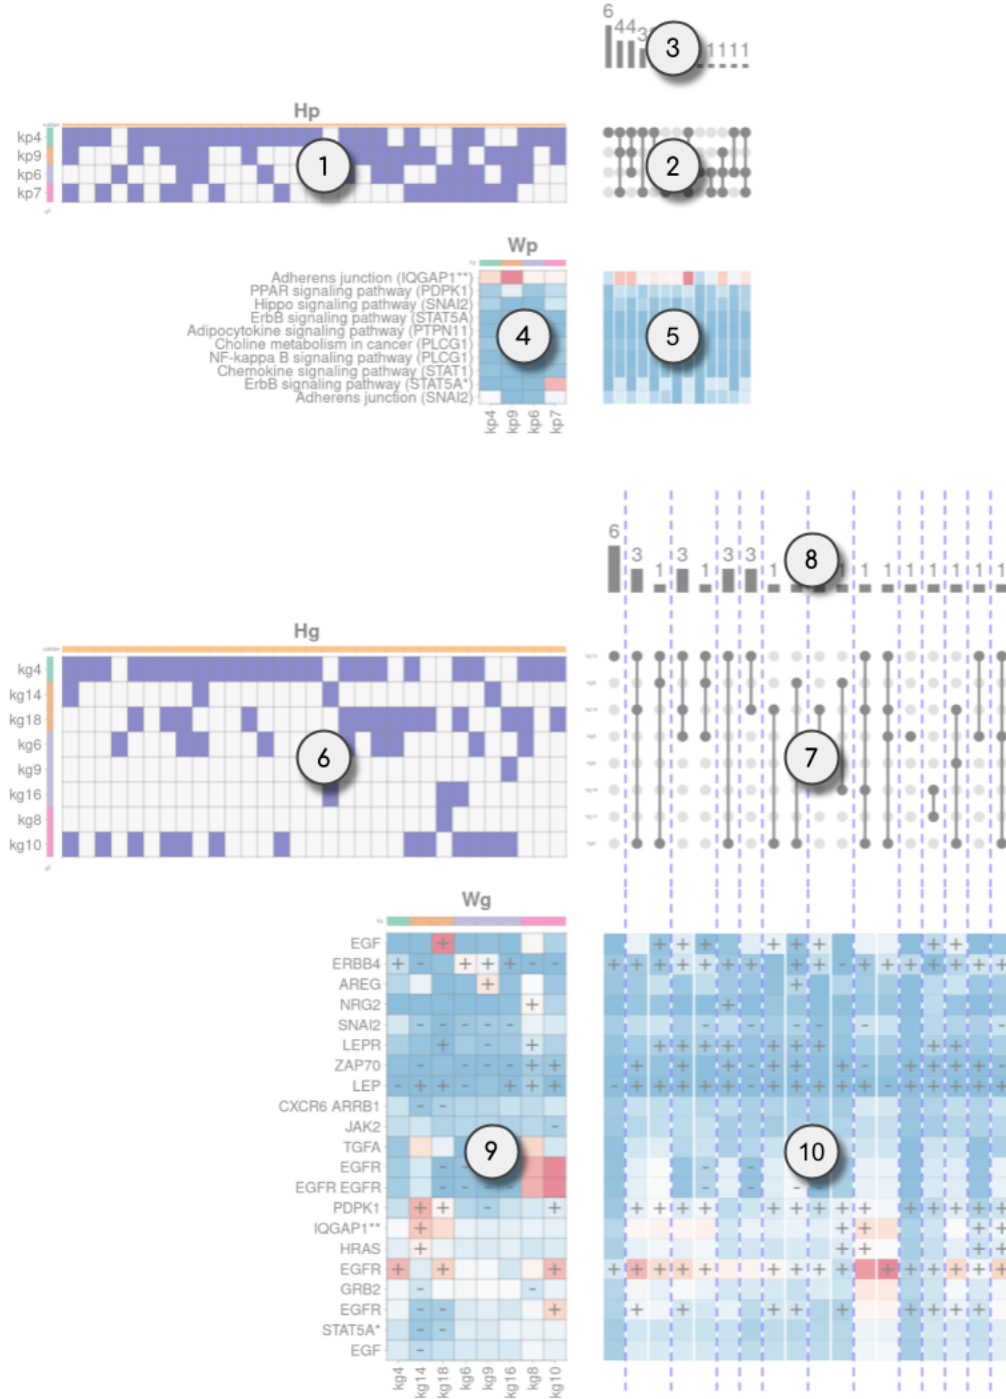 6
44
3
3
1111
Hp
kp4
kp9
kp6
kp7
1
2
Wp
Adherens junction (IQGAP1**)
PPAR signaling pathway (PDPK1)
Hippo signaling pathway (SNAI2)
ErbB signaling pathway (STAT5A)
Adipocytokine signaling pathway (PTPN11)
Choline metabolism in cancer (PLCG1)
NF-kappa B signaling pathway (PLCG1)
Chemokine signaling pathway (STAT1)
ErbB signaling pathway (STAT5A*)
Adherens junction (SNAI2)
4
5
kp4 kp9 kp6 kp7
6
3 1 3 1 3 3 1 1 1 1 1 1 1 1 1
8
Hg
kg4
kg14
kg18
kg6
kg9
kg16
kg8
kg10
6
7
Wg
EGF
ERBB4
AREG
NRG2
SNAI2
LEPR
ZAP70
LEP
CXCR6 ARRB1
JAK2
TGFA
EGFR
EGFR EGFR
PDPK1
IQGAP1**
HRAS
EGFR
GRB2
EGFR
STAT5A*
EGF
9
10
kg4 kg14 kg18 kg6 kg9 kg16 kg8 kg10